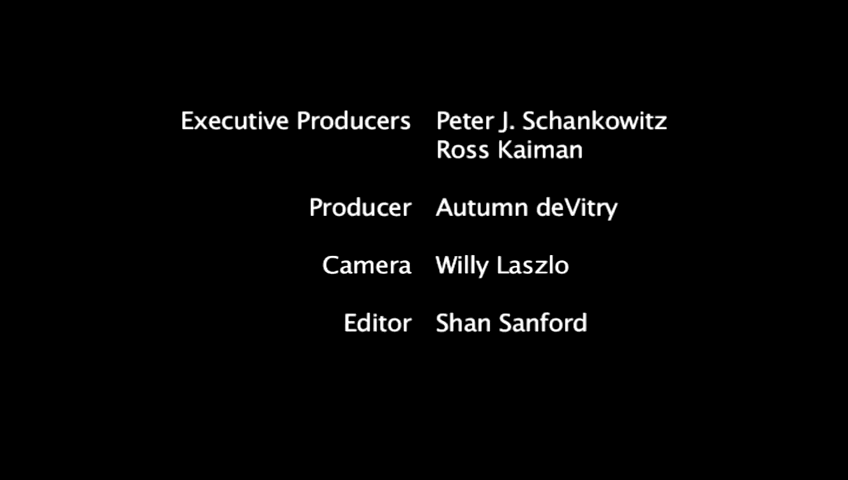 Executive Producers Peter J. Schankowitz
Ross Kaiman
Producer Autumn deVitry
Camera Willy Laszlo
Editor Shan Sanford